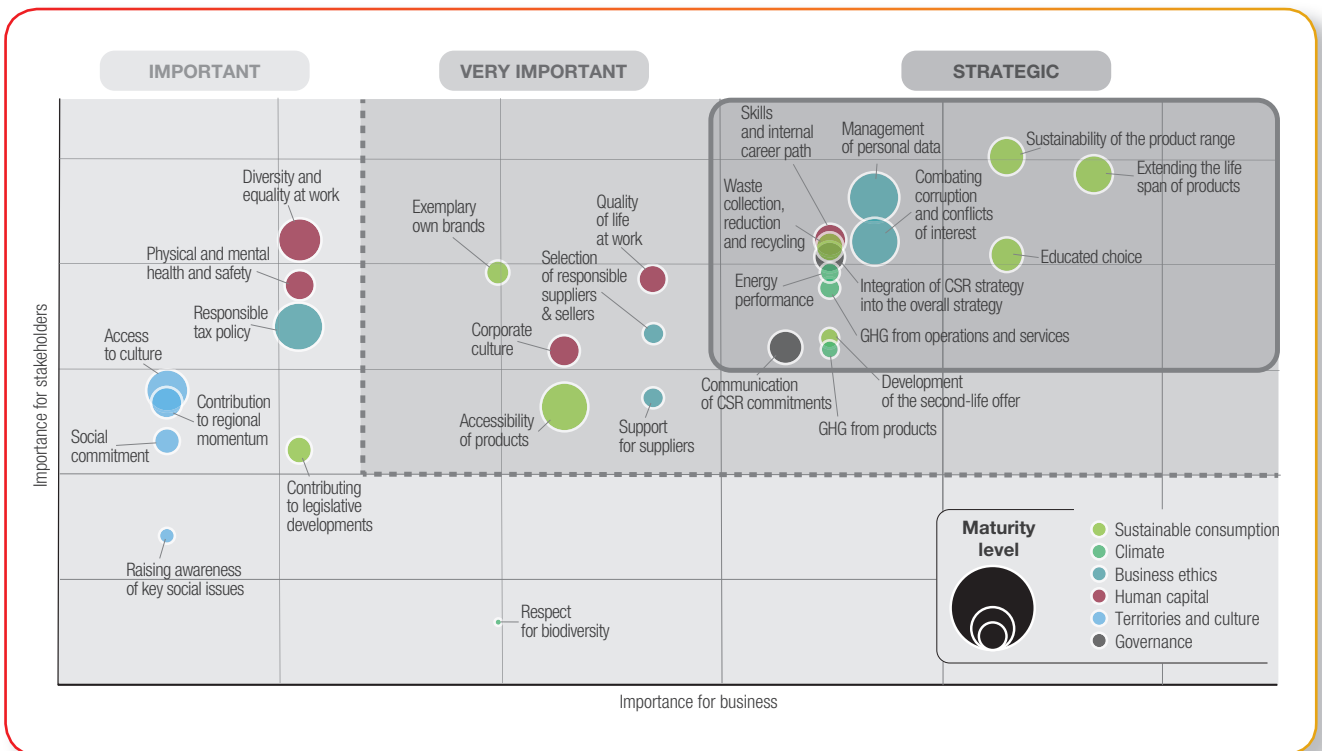 IMPORTANT
VERY IMPORTANT
STRATEGIC
Importance for stakeholders
Diversity and
equality at work
Physical and mental
health and safety
Responsible
tax policy
Access
to culture
Contribution
to regional
momentum
Social
commitment
Contributing
to legislative
developments
Raising awareness
of key social issues
Exemplary
own brands
Quality
of life
at work
Selection
of responsible
suppliers
& sellers
Corporate
culture
Accessibility
of products
Support
for suppliers
Respect
for biodiversity
Skills
and internal
career path
Management
of personal data
Waste
collection,
reduction
and recycling
Combating
corruption
and conflicts
of interest
Sustainability of the product range
Extending the life
span of products
Educated choice
Energy
performance
Integration of CSR strategy
into the overall strategy
GHG from operations and services
Communication
of CSR commitments
Development
of the second-life offer
GHG from products
Maturity
level
Sustainable consumption
Climate
Business ethics
Human capital
Territories and culture
Governance
Importance for business